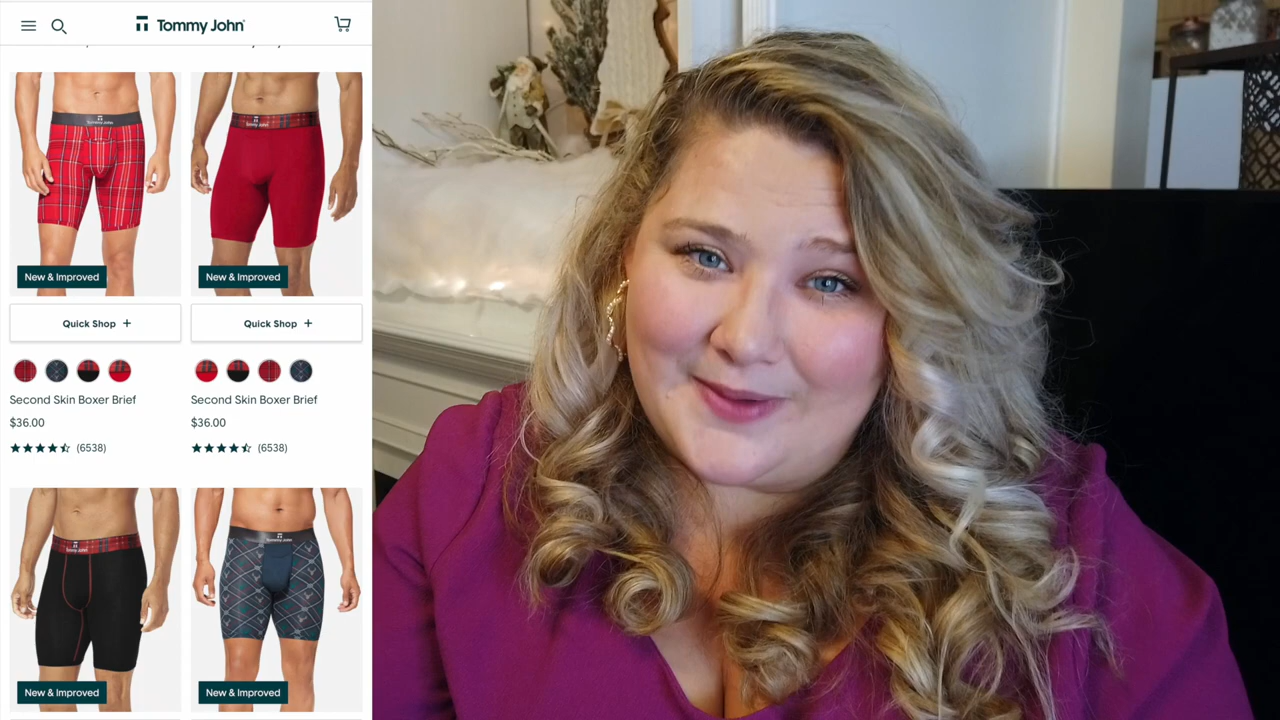 Tommy John
New & Improved
New & Improved
Quick Shop +
Quick Shop +
Second Skin Boxer Brief
Second Skin Boxer Brief
$36.00
$36.00
(6538)
(6538)
New & Improved
New & Improved